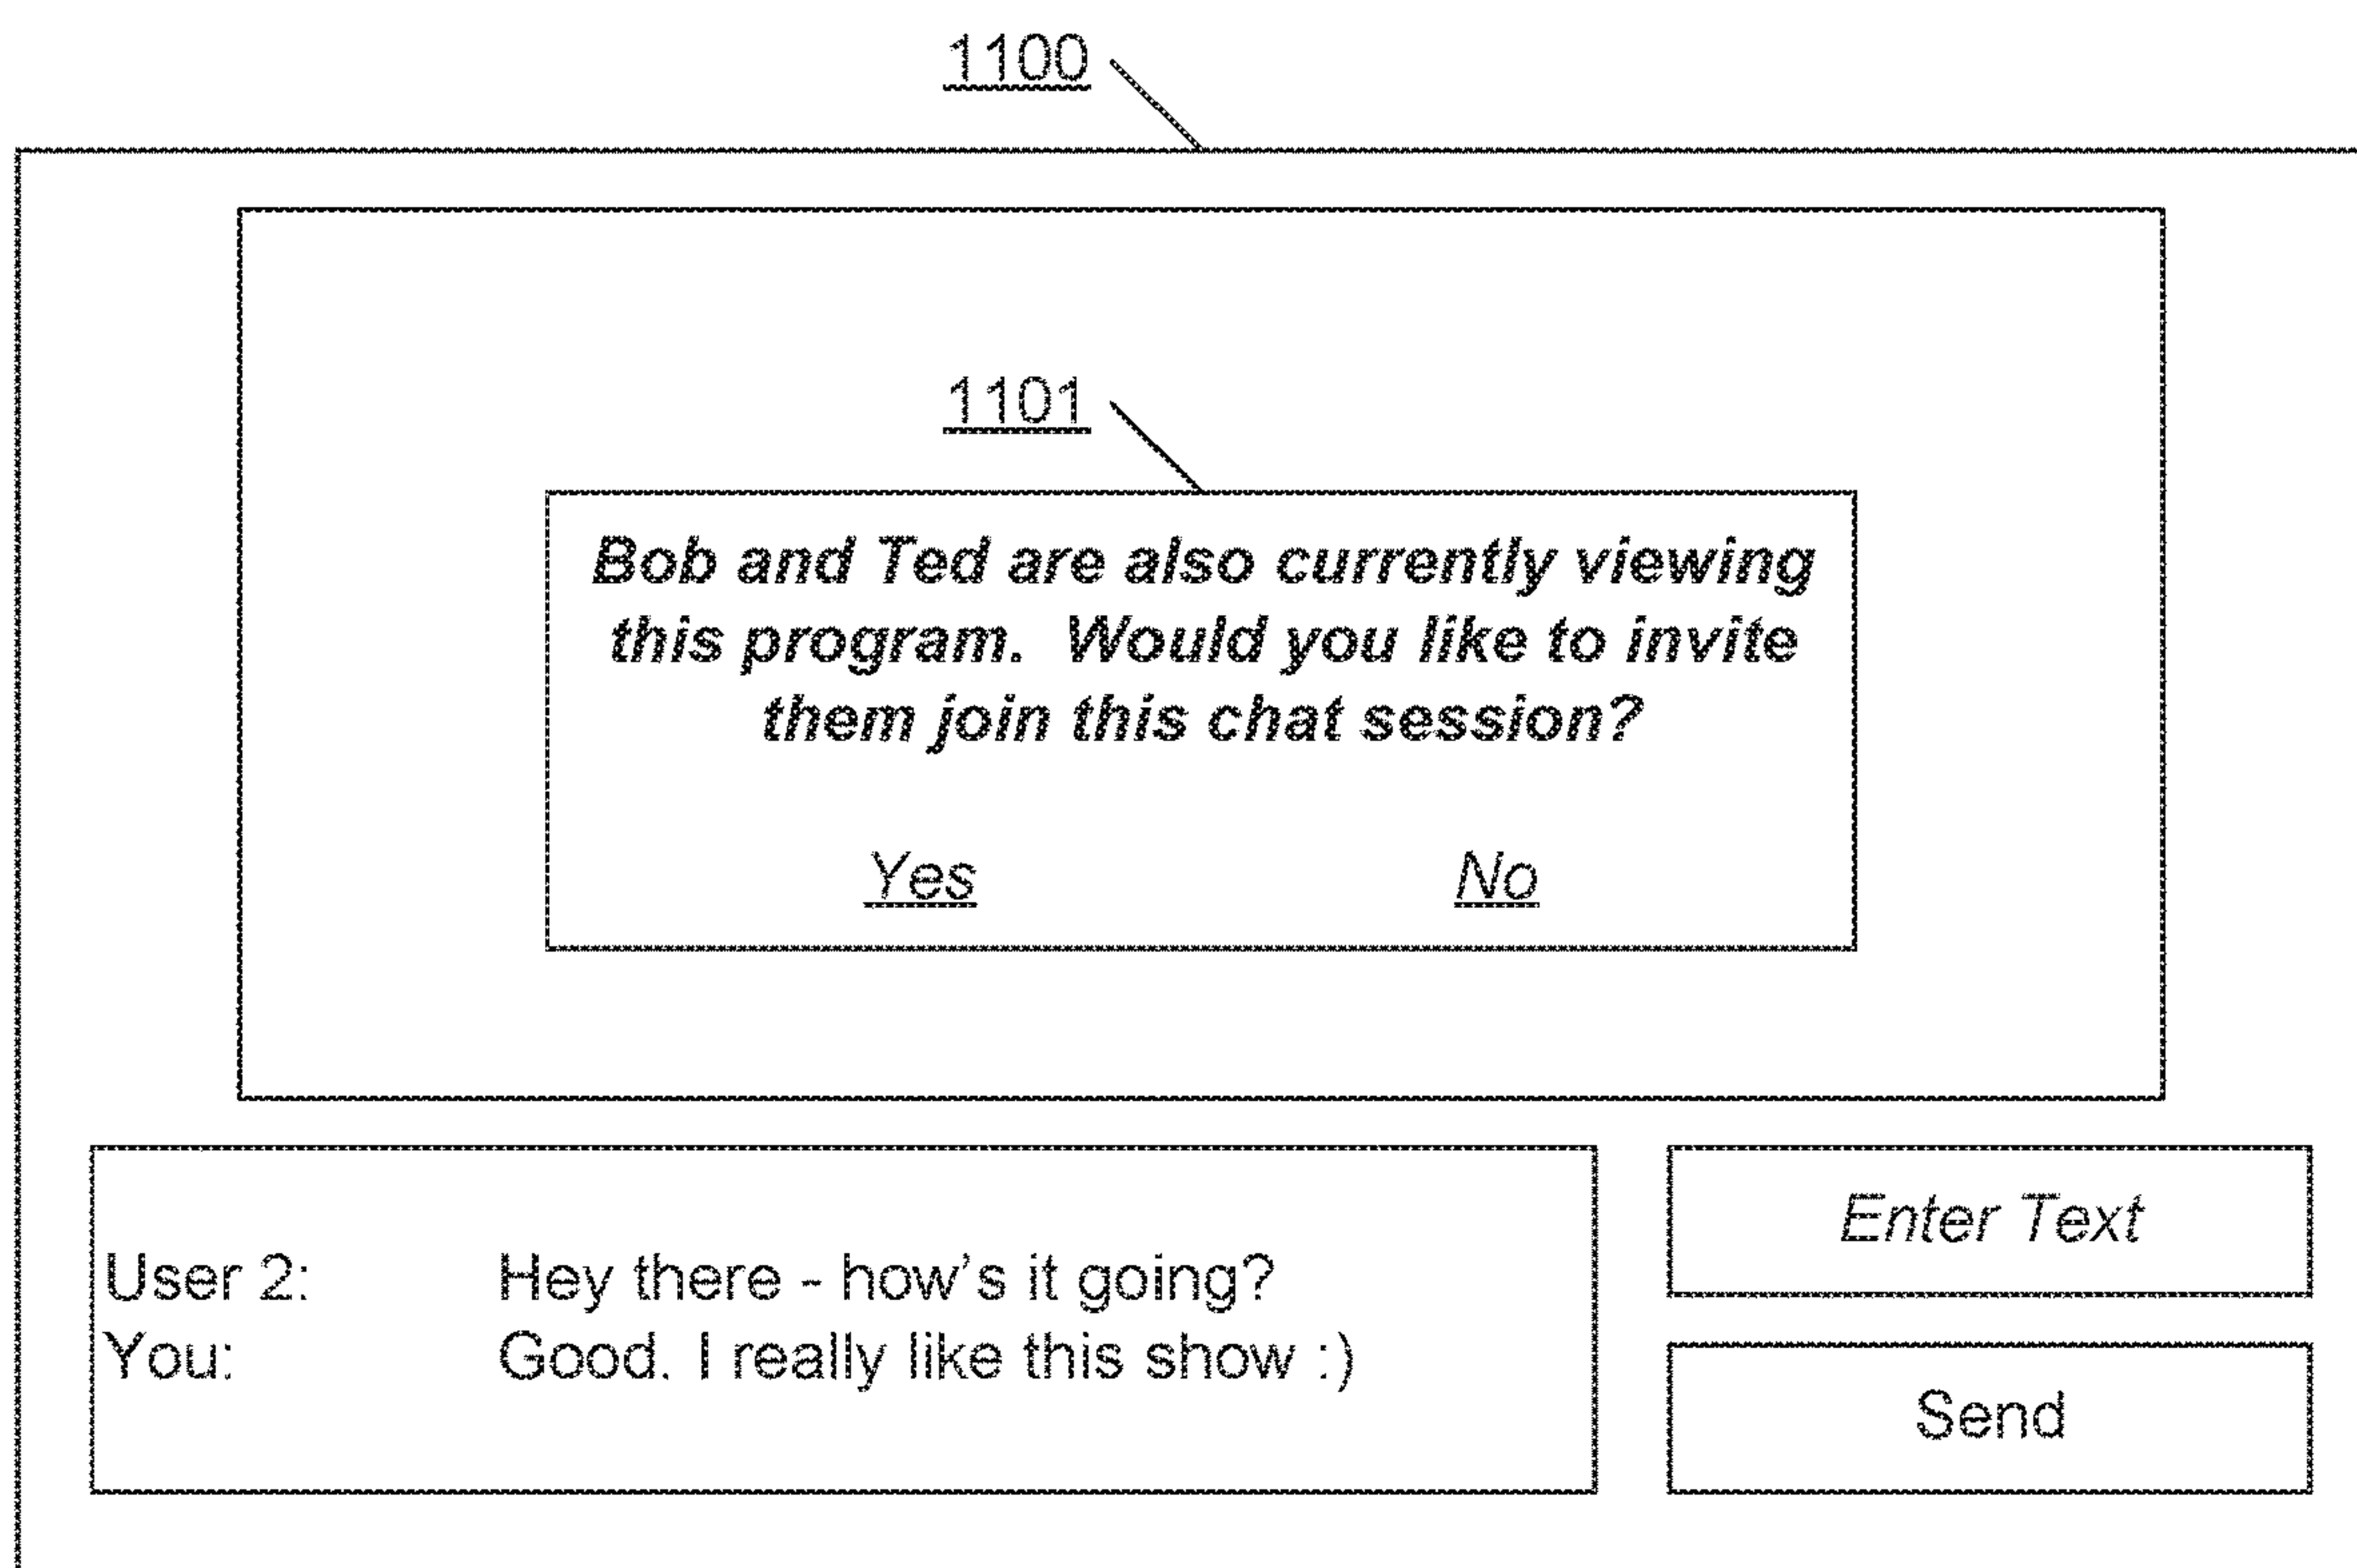 1100
1101
Bob and Ted are also currently viewing
this program.  Would you like to invite
them join this chat session?
Yes No
Enter Text
User 2: Hey there - how's it going?
You: Good. I really like this show :)
Send